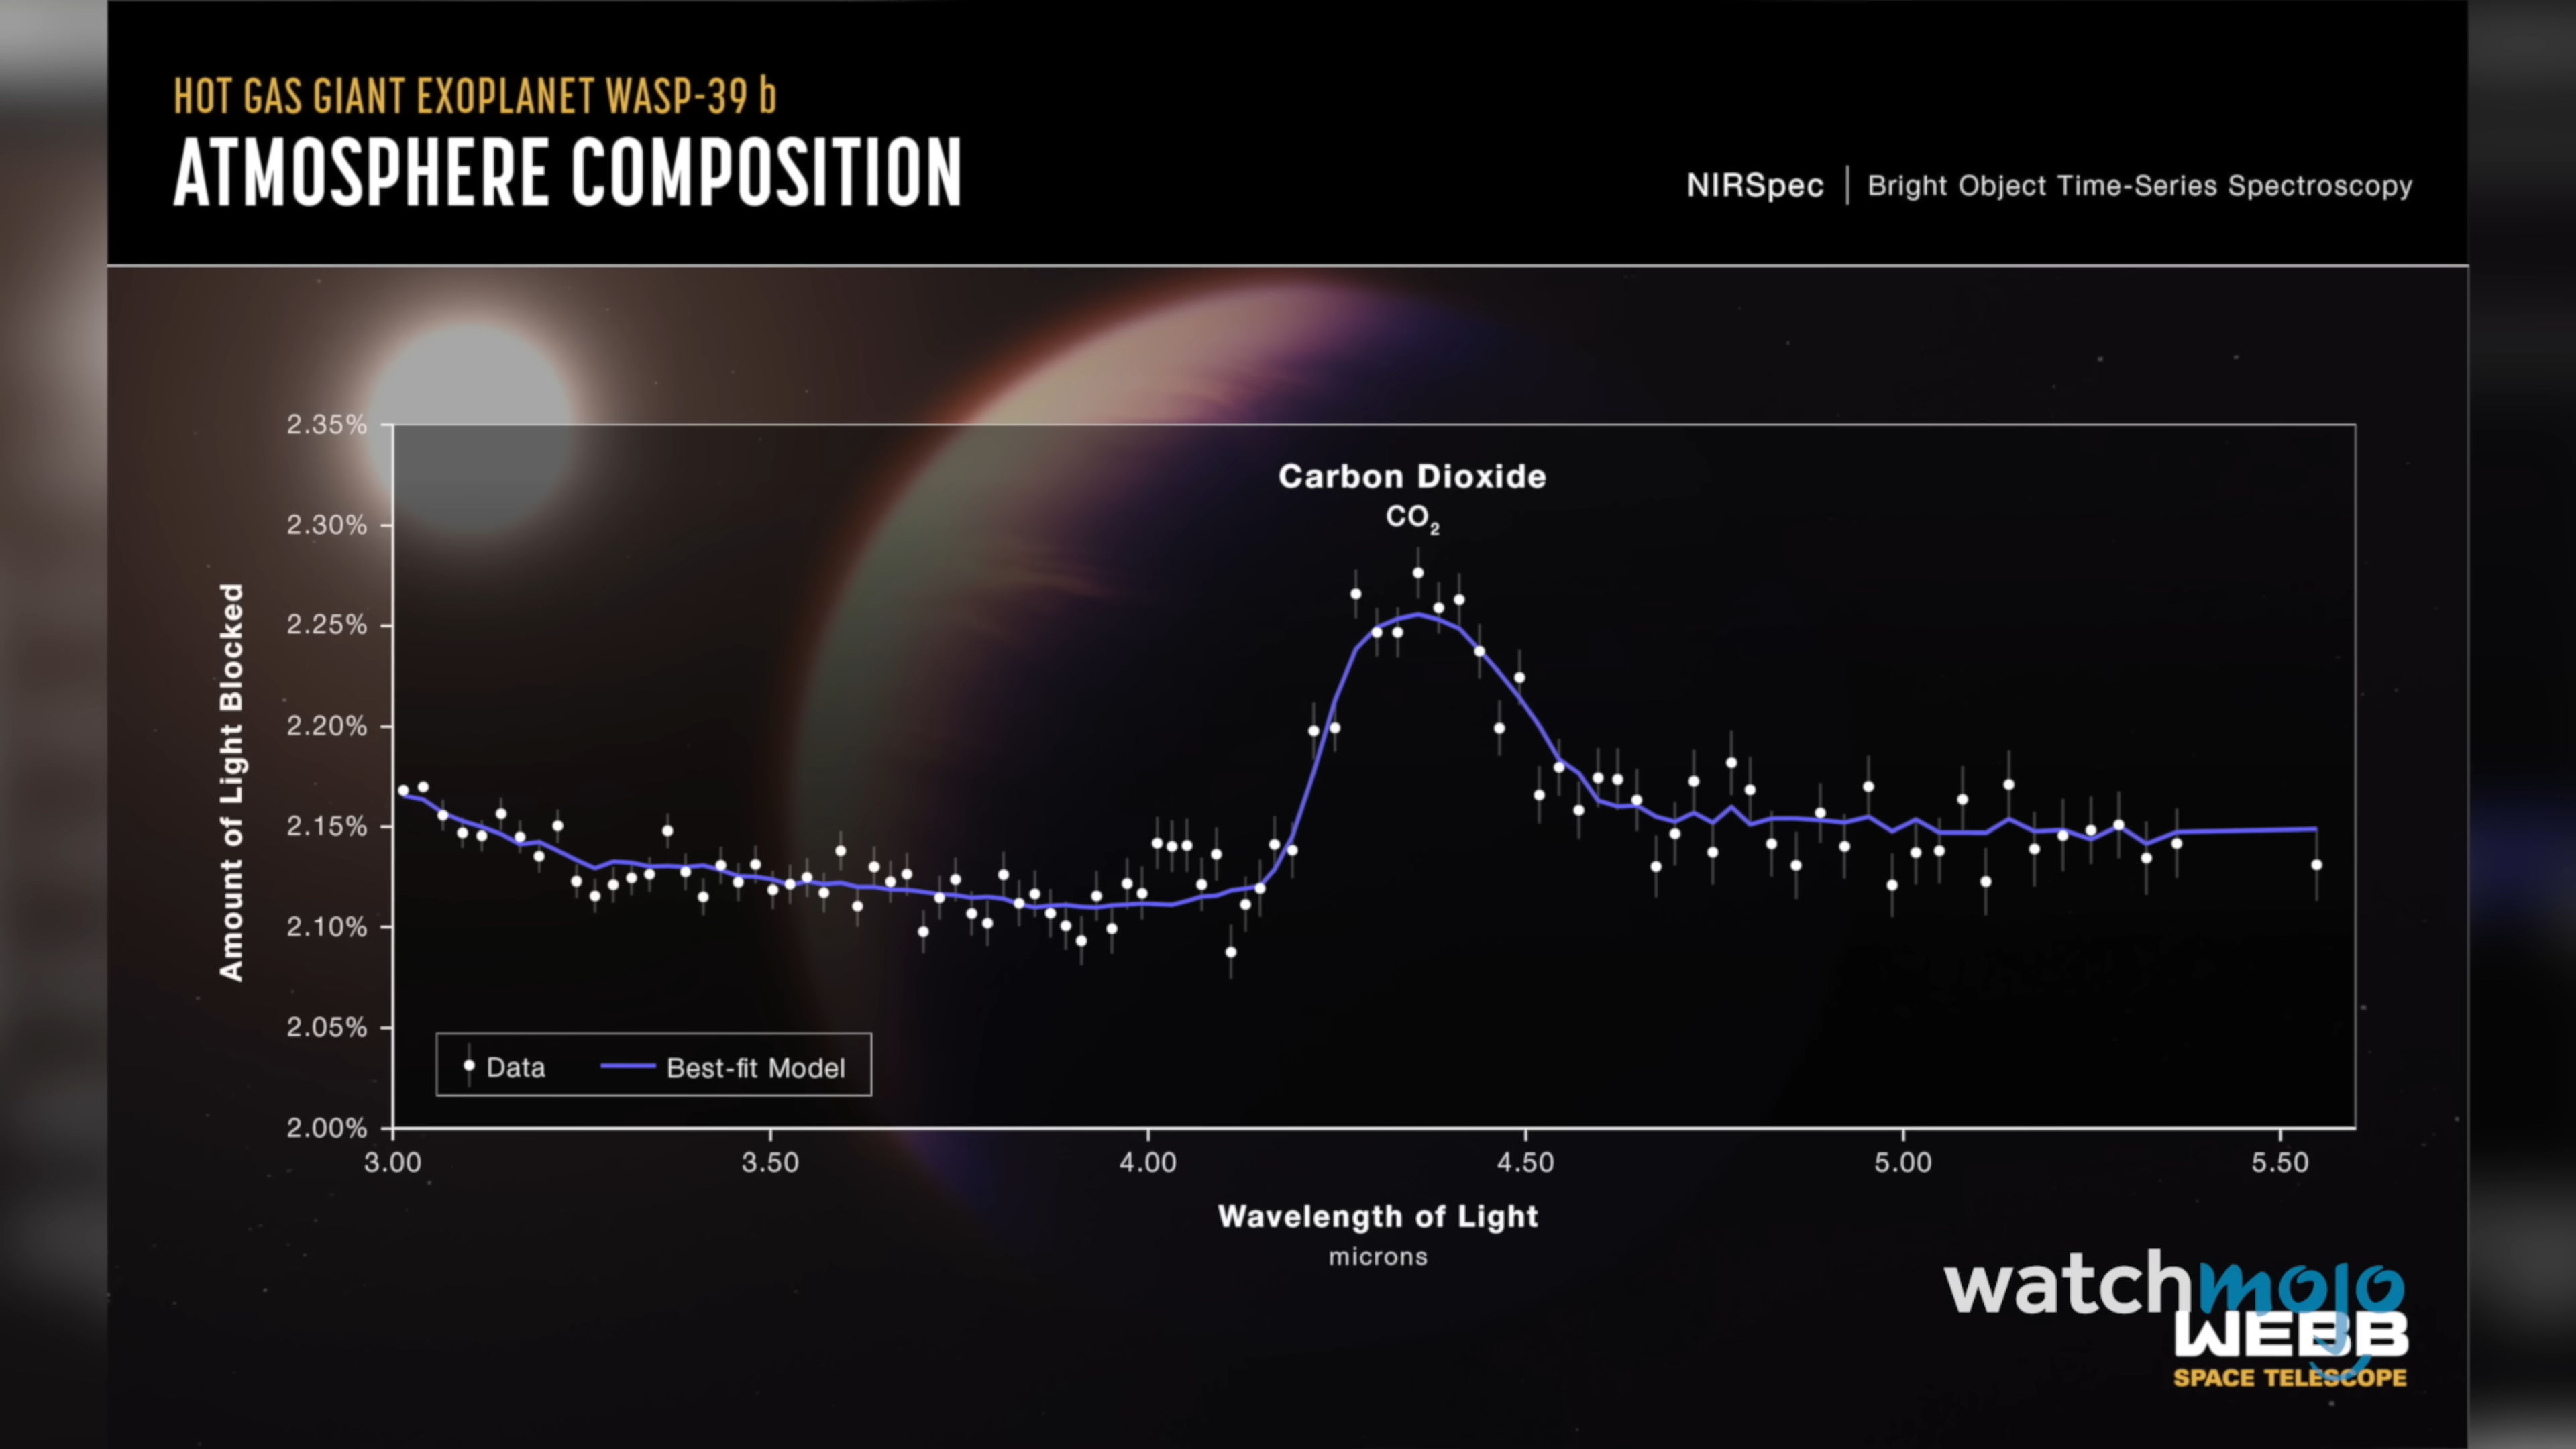 HOT GAS GIANT EXOPLANET WASP-39 b
ATMOSPHERE COMPOSITION
NIRSpec | Bright Object Time-Series Spectroscopy
2.35%
2.30%
2.25%
2.20%
2.15%
2.10%
2.05%
2.00%
Amount of Light Blocked
Carbon Dioxide
CO₂
Data
Best-fit Model
3.00 3.50 4.00 4.50 5.00 5.50
Wavelength of Light
microns
watchmojo
WEBB
SPACE TELESCOPE